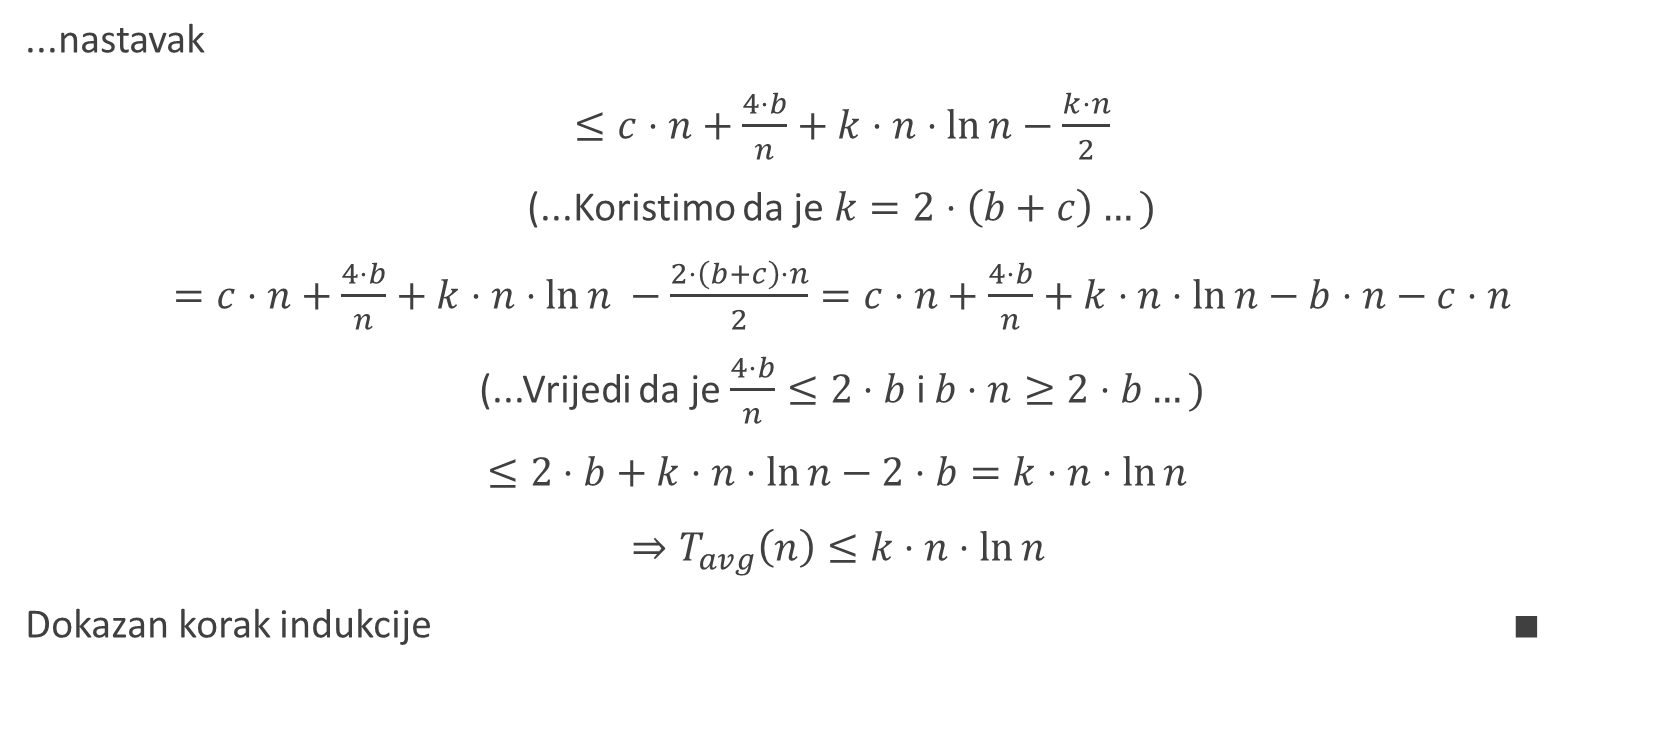 ...nastavak
≤ c · n + 4·b/n + k · n · ln n − k·n/2
(...Koristimo da je k = 2 · (b + c) ... )
= c · n + 4·b/n + k · n · ln n − 2·(b+c)·n/2 = c · n + 4·b/n + k · n · ln n − b · n − c · n
(...Vrijedi da je 4·b/n ≤ 2 · b i b · n ≥ 2 · b ... )
≤ 2 · b + k · n · ln n − 2 · b = k · n · ln n
⇒ T_avg(n) ≤ k · n · ln n
Dokazan korak indukcije ■